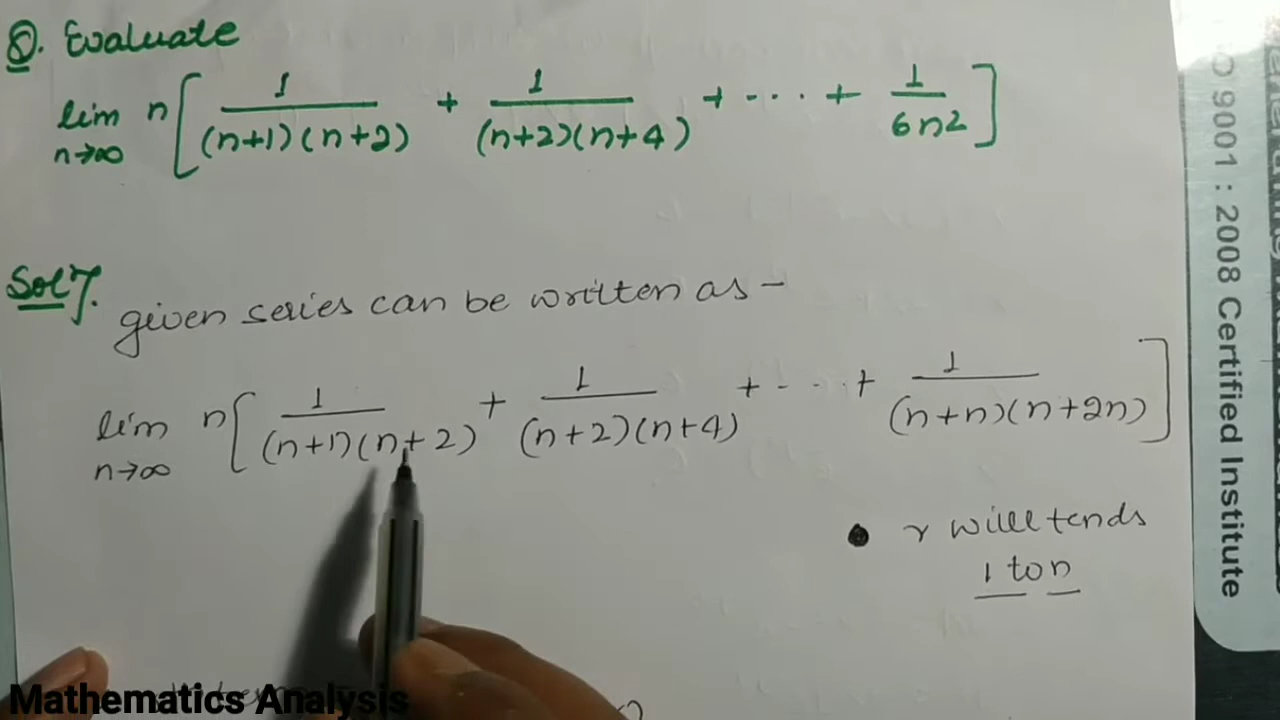 Q. Evaluate
lim n→∞ n[ 1/((n+1)(n+2)) + 1/((n+2)(n+4)) + ... + 1/(6n²) ]
Solⁿ.
given series can be written as -
lim n→∞ n[ 1/((n+1)(n+2)) + 1/((n+2)(n+4)) + ... + 1/((n+n)(n+2n)) ]
• r will tends
1 to n
Mathematics Analysis
9001 : 2008 Certified Institute